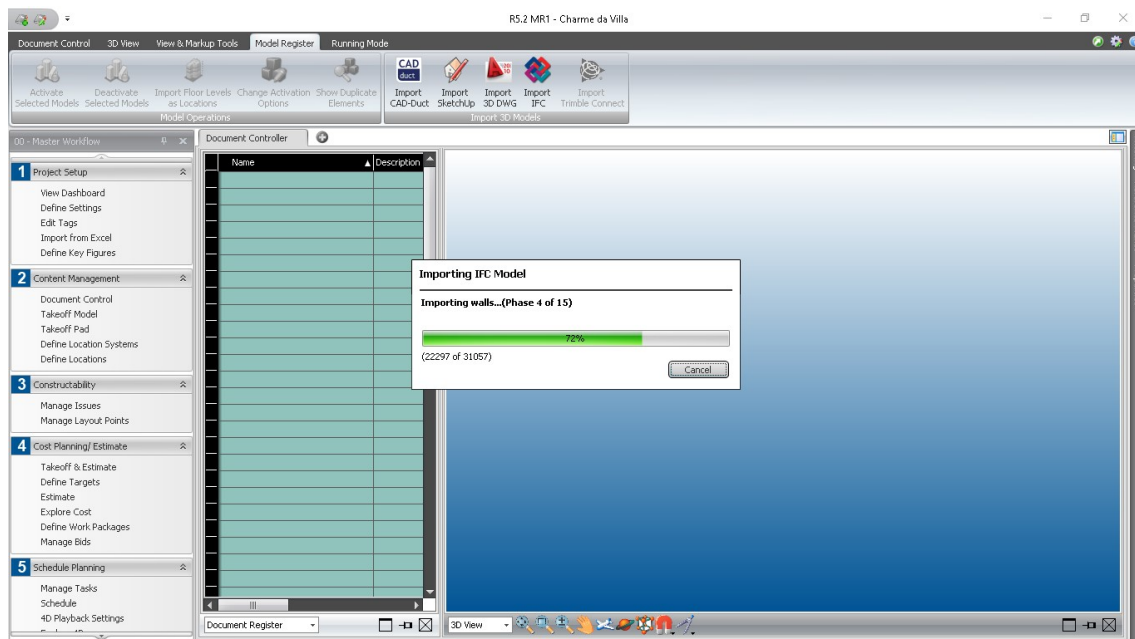 R5.2 MR1 - Charme da Villa
Document Control 3D View View & Markup Tools Model Register Running Mode
Activate Selected Models
Deactivate Selected Models
Import Floor Levels as Locations
Change Activation Options
Show Duplicate Elements
Model Operations
CAD duct
Import CAD-Duct
Import SketchUp
Import 3D DWG
Import IFC
Import Trimble Connect
Import 3D Models
00 - Master Workflow
1 Project Setup
View Dashboard
Define Settings
Edit Tags
Import from Excel
Define Key Figures
2 Content Management
Document Control
Takeoff Model
Takeoff Pad
Define Location Systems
Define Locations
3 Constructability
Manage Issues
Manage Layout Points
4 Cost Planning/ Estimate
Takeoff & Estimate
Define Targets
Estimate
Explore Cost
Define Work Packages
Manage Bids
5 Schedule Planning
Manage Tasks
Schedule
4D Playback Settings
Document Controller
Name Description
Importing IFC Model
Importing walls...(Phase 4 of 15)
72%
(22297 of 31057)
Cancel
Document Register
3D View